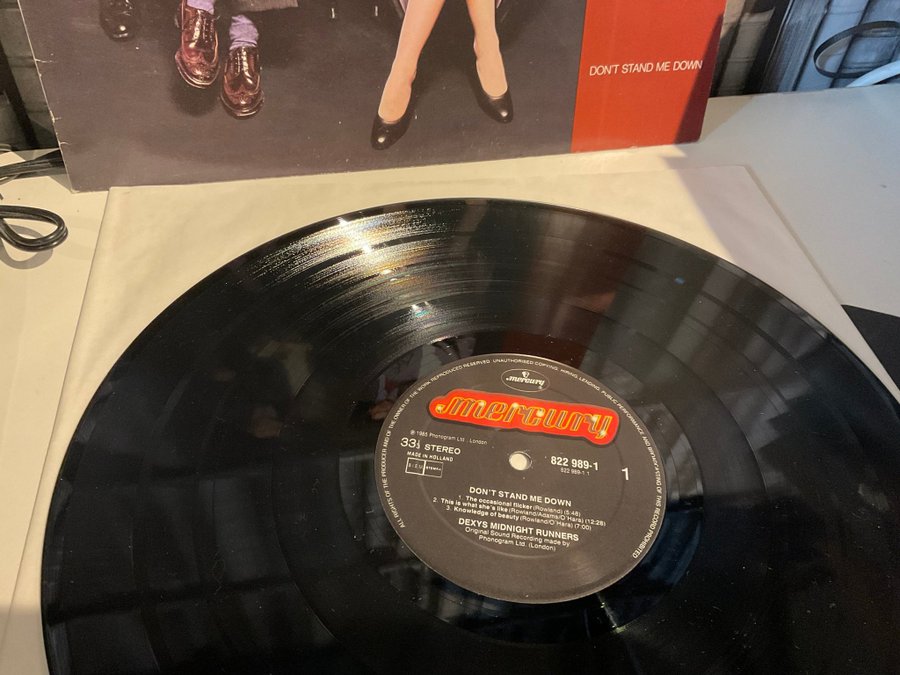 DON'T STAND ME DOWN
ALL RIGHTS OF THE PRODUCER AND OF THE OWNER OF THE WORK REPRODUCED RESERVED. UNAUTHORISED COPYING, HIRING, LENDING, PUBLIC PERFORMANCE AND BROADCASTING OF THIS RECORD PROHIBITED
mercury
mercury
℗ 1985 Phonogram Ltd., London
33⅓ STEREO
MADE IN HOLLAND
STEMRA
822 989-1
822 989-1.1
1
DON'T STAND ME DOWN
1. The occasional flicker (Rowland) (5:48)
2. This is what she's like (Rowland/Adams/O'Hara) (12:28)
3. Knowledge of beauty (Rowland/O'Hara) (7:00)
DEXYS MIDNIGHT RUNNERS
Original Sound Recording made by
Phonogram Ltd. (London)